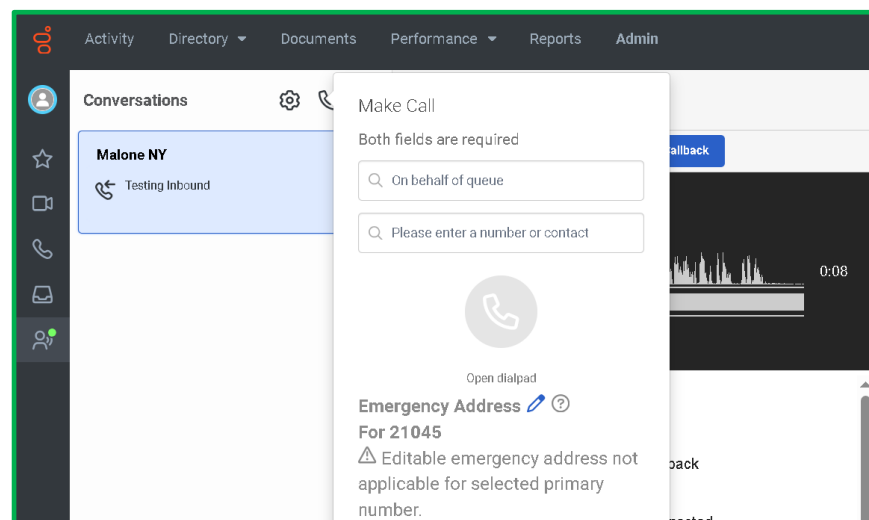 Activity Directory Documents Performance Reports Admin
Conversations
Malone NY
Testing Inbound
Make Call
Both fields are required
On behalf of queue
Please enter a number or contact
Open dialpad
Emergency Address
For 21045
Editable emergency address not
applicable for selected primary
number.
allback
0:08
back